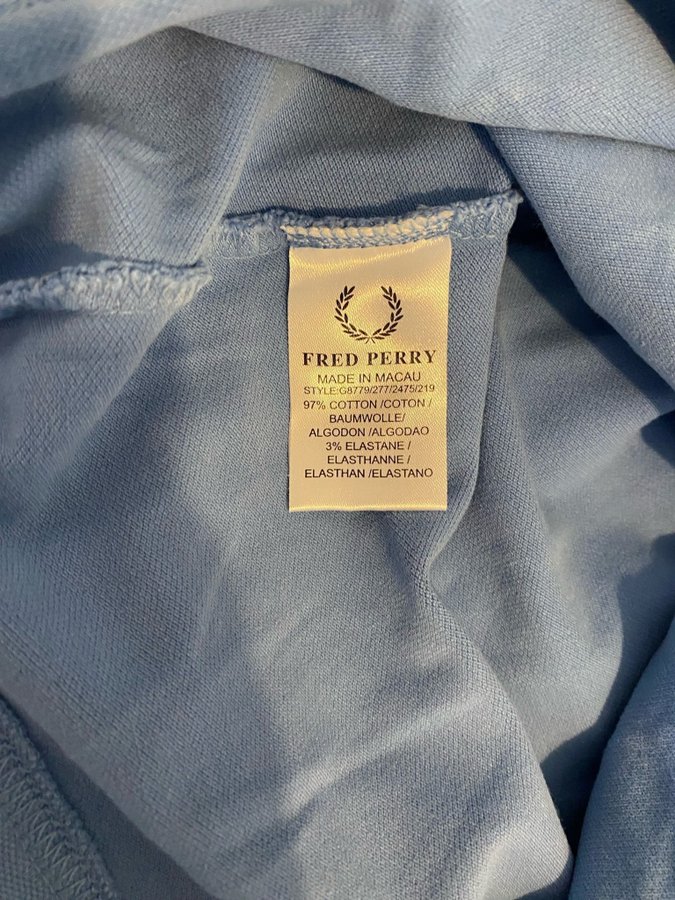 FRED PERRY
MADE IN MACAU
STYLE:G8779/277/2475/219
97% COTTON /COTON /
BAUMWOLLE/
ALGODON /ALGODAO
3% ELASTANE /
ELASTHANNE /
ELASTHAN /ELASTANO